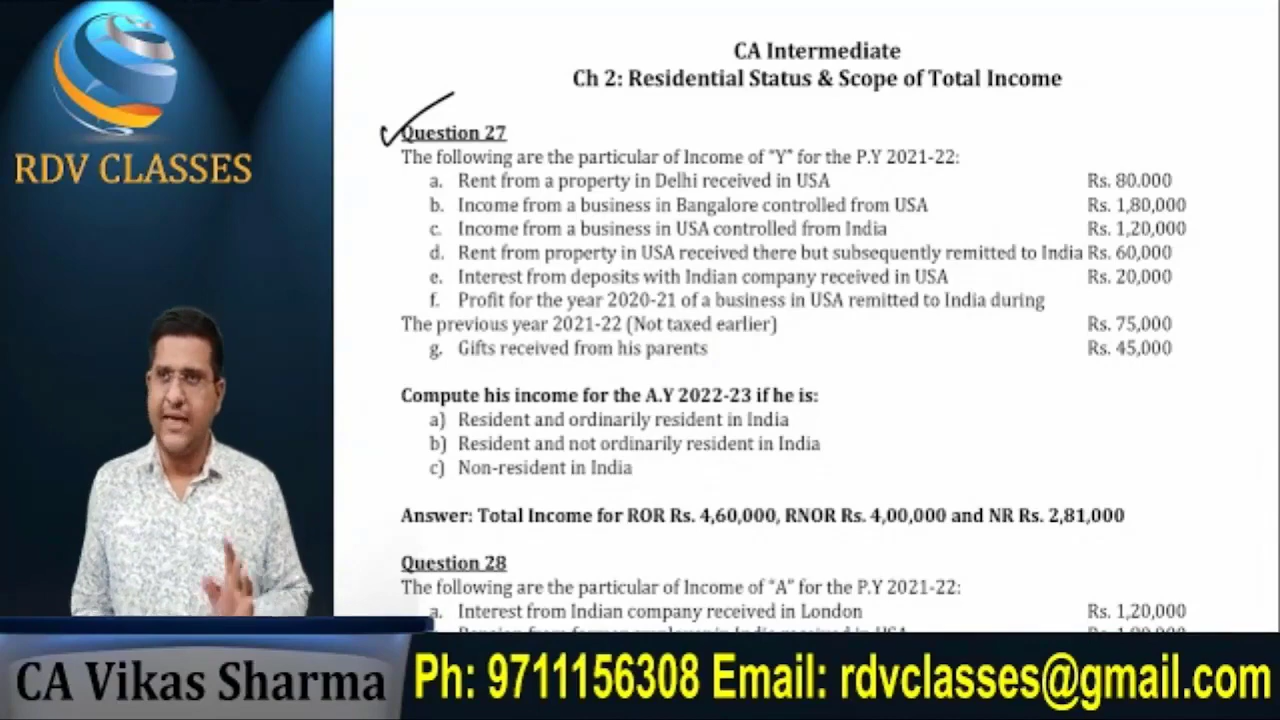 CA Intermediate
Ch 2: Residential Status & Scope of Total Income
RDV CLASSES
Question 27
The following are the particular of Income of "Y" for the P.Y 2021-22:
a. Rent from a property in Delhi received in USA Rs. 80.000
b. Income from a business in Bangalore controlled from USA Rs. 1,80,000
c. Income from a business in USA controlled from India Rs. 1,20,000
d. Rent from property in USA received there but subsequently remitted to India Rs. 60,000
e. Interest from deposits with Indian company received in USA Rs. 20,000
f. Profit for the year 2020-21 of a business in USA remitted to India during
The previous year 2021-22 (Not taxed earlier) Rs. 75,000
g. Gifts received from his parents Rs. 45,000
Compute his income for the A.Y 2022-23 if he is:
a) Resident and ordinarily resident in India
b) Resident and not ordinarily resident in India
c) Non-resident in India
Answer: Total Income for ROR Rs. 4,60,000, RNOR Rs. 4,00,000 and NR Rs. 2,81,000
Question 28
The following are the particular of Income of "A" for the P.Y 2021-22:
a. Interest from Indian company received in London Rs. 1,20,000
CA Vikas Sharma
Ph: 9711156308 Email: rdvclasses@gmail.com